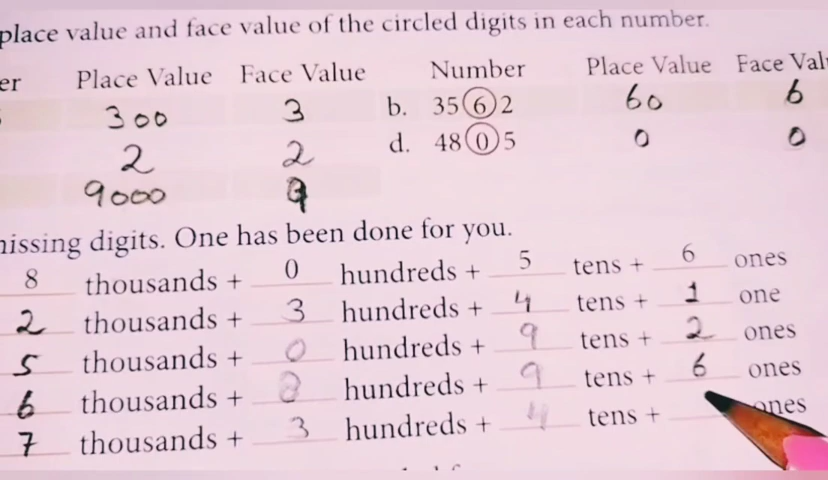 place value and face value of the circled digits in each number.
er Place Value Face Value Number Place Value Face Val
300 3 b. 3562 60 6
2 2 d. 4805 0 0
9000 9
issing digits. One has been done for you.
8 thousands + 0 hundreds + 5 tens + 6 ones
2 thousands + 3 hundreds + 4 tens + 1 one
5 thousands + 0 hundreds + 9 tens + 2 ones
6 thousands + hundreds + 9 tens + 6 ones
7 thousands + 3 hundreds + 4 tens + ones